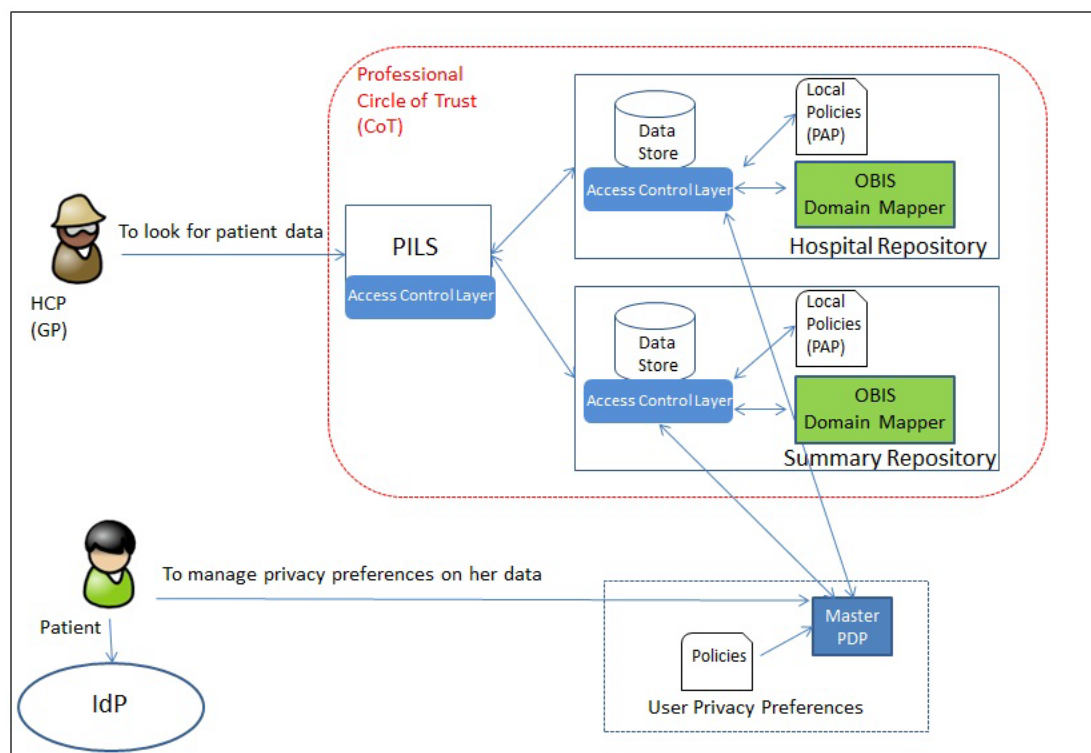 Professional
Circle of Trust
(CoT)
Data
Store
Access Control Layer
Local
Policies
(PAP)
OBIS
Domain Mapper
Hospital Repository
To look for patient data
HCP
(GP)
PILS
Access Control Layer
Data
Store
Access Control Layer
Local
Policies
(PAP)
OBIS
Domain Mapper
Summary Repository
To manage privacy preferences on her data
Patient
IdP
Master
PDP
Policies
User Privacy Preferences